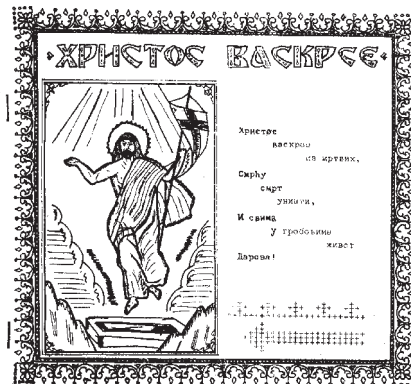 ХРИСТОС ВАСКРСЕ
Христос
васкрсе
из мртвих,
Смрћу
смрт
уништи,
И свима
у гробовима
живот
Дарова!